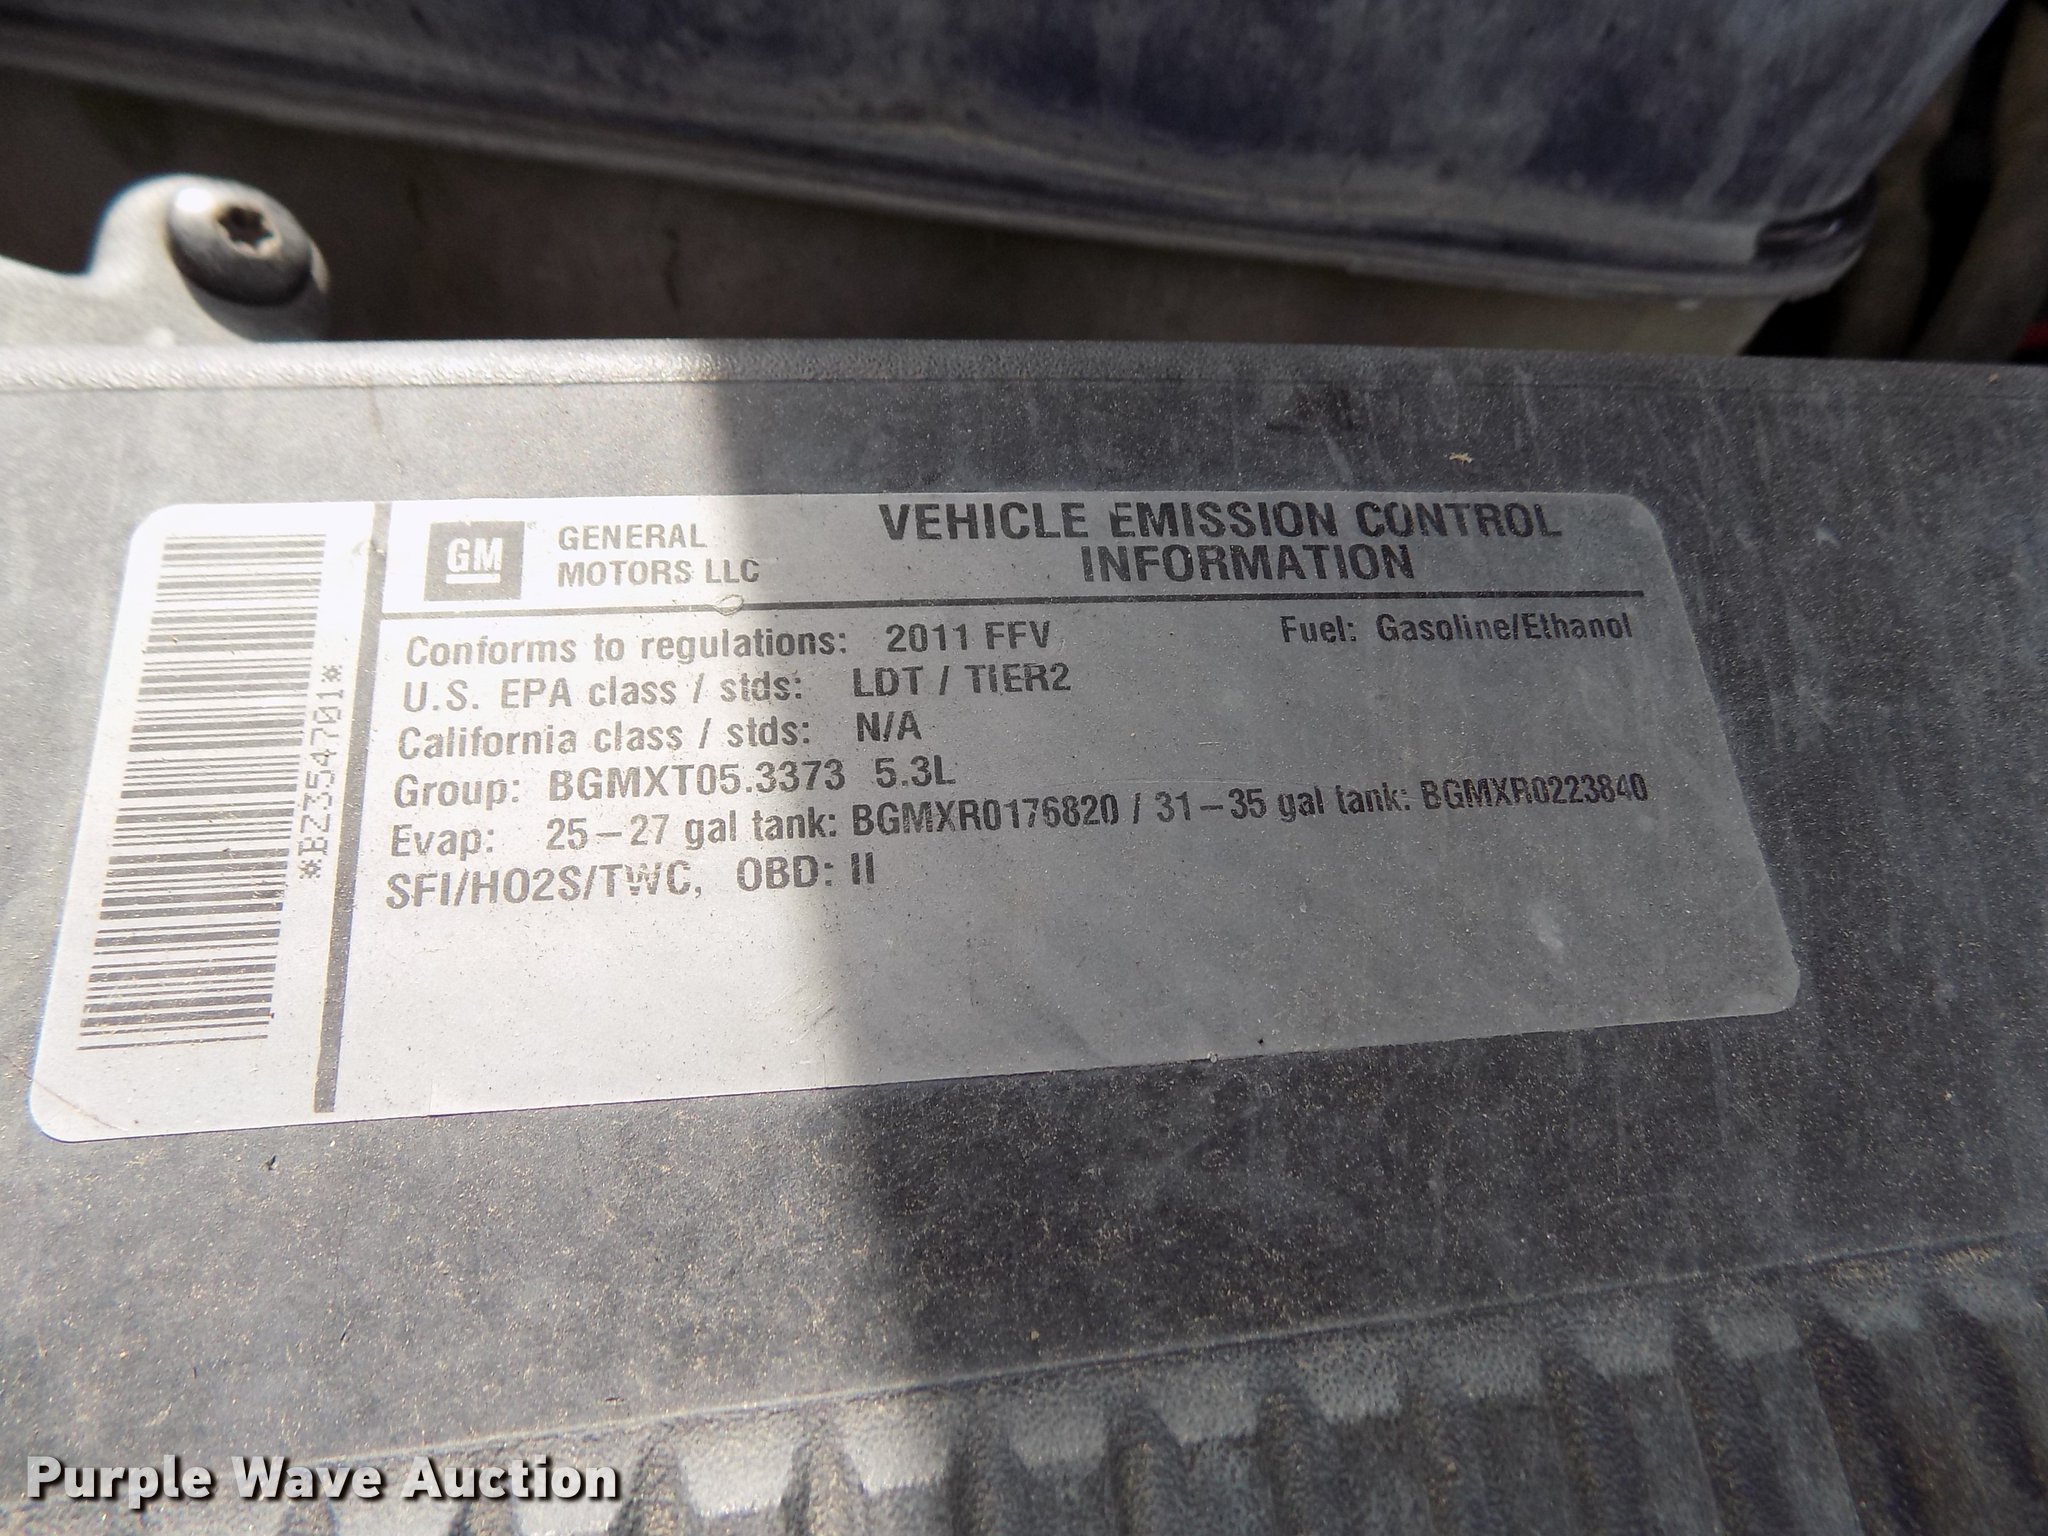 GM
GENERAL
MOTORS LLC
VEHICLE EMISSION CONTROL
INFORMATION
Conforms to regulations: 2011 FFV
Fuel: Gasoline/Ethanol
U.S. EPA class / stds: LDT / TIER2
California class / stds: N/A
Group: BGMXT05.3373 5.3L
Evap: 25-27 gal tank: BGMXR0176820 / 31-35 gal tank: BGMXR0223840
SFI/HO2S/TWC, OBD: II
*BZ354701*
Purple Wave Auction